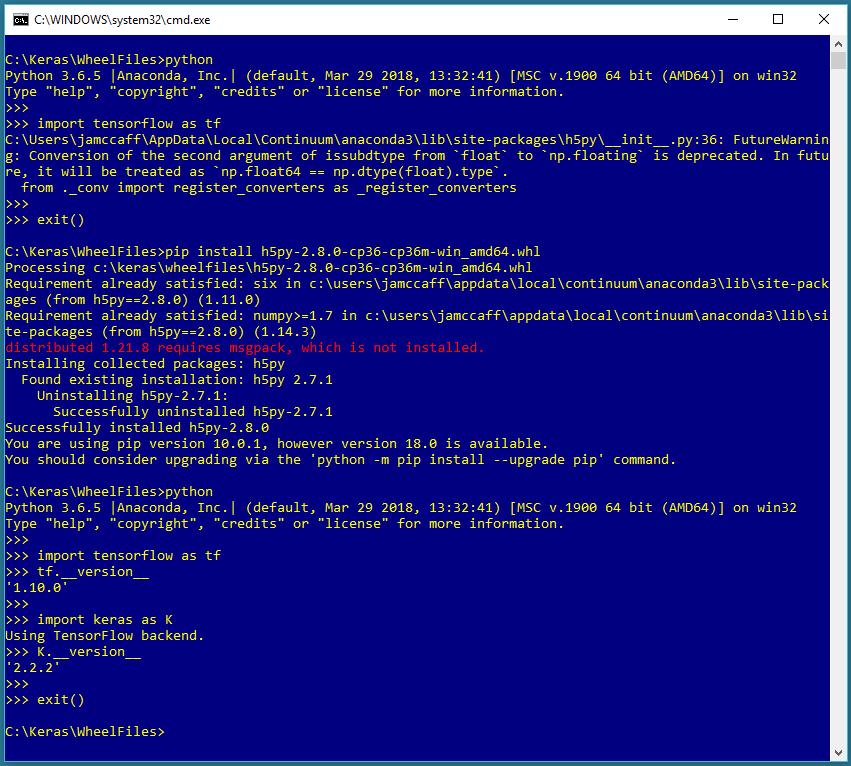 C:\WINDOWS\system32\cmd.exe
C:\Keras\WheelFiles>python
Python 3.6.5 |Anaconda, Inc.| (default, Mar 29 2018, 13:32:41) [MSC v.1900 64 bit (AMD64)] on win32
Type "help", "copyright", "credits" or "license" for more information.
>>>
>>> import tensorflow as tf
C:\Users\jamccaff\AppData\Local\Continuum\anaconda3\lib\site-packages\h5py\__init__.py:36: FutureWarnin
g: Conversion of the second argument of issubdtype from `float` to `np.floating` is deprecated. In futu
re, it will be treated as `np.float64 == np.dtype(float).type`.
  from ._conv import register_converters as _register_converters
>>>
>>> exit()
C:\Keras\WheelFiles>pip install h5py-2.8.0-cp36-cp36m-win_amd64.whl
Processing c:\keras\wheelfiles\h5py-2.8.0-cp36-cp36m-win_amd64.whl
Requirement already satisfied: six in c:\users\jamccaff\appdata\local\continuum\anaconda3\lib\site-pack
ages (from h5py==2.8.0) (1.11.0)
Requirement already satisfied: numpy>=1.7 in c:\users\jamccaff\appdata\local\continuum\anaconda3\lib\si
te-packages (from h5py==2.8.0) (1.14.3)
distributed 1.21.8 requires msgpack, which is not installed.
Installing collected packages: h5py
  Found existing installation: h5py 2.7.1
    Uninstalling h5py-2.7.1:
      Successfully uninstalled h5py-2.7.1
Successfully installed h5py-2.8.0
You are using pip version 10.0.1, however version 18.0 is available.
You should consider upgrading via the 'python -m pip install --upgrade pip' command.
C:\Keras\WheelFiles>python
Python 3.6.5 |Anaconda, Inc.| (default, Mar 29 2018, 13:32:41) [MSC v.1900 64 bit (AMD64)] on win32
Type "help", "copyright", "credits" or "license" for more information.
>>>
>>> import tensorflow as tf
>>> tf.__version__
'1.10.0'
>>>
>>> import keras as K
Using TensorFlow backend.
>>> K.__version__
'2.2.2'
>>>
>>> exit()
C:\Keras\WheelFiles>